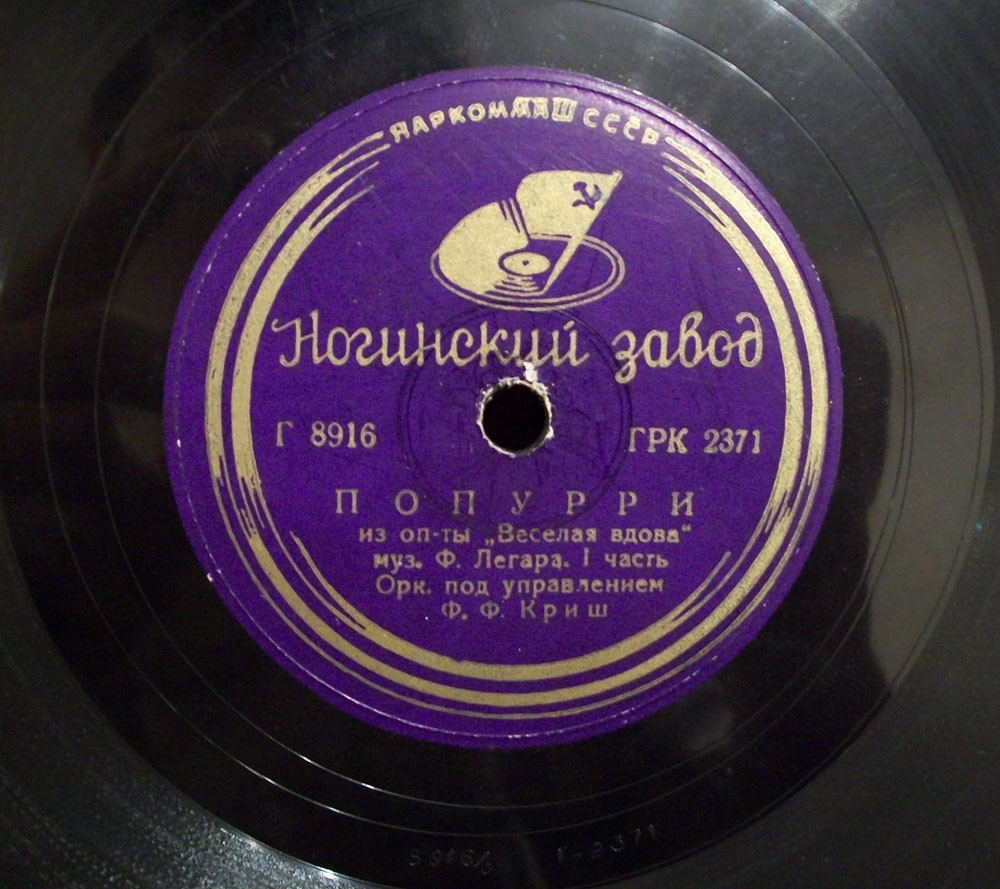 НАРКОММАШ СССР
Ногинский завод
Г 8916
ГРК 2371
ПОПУРРИ
из оп-ты „Веселая вдова“
муз. Ф. Легара. I часть
Орк. под управлением
Ф. Ф. Криш